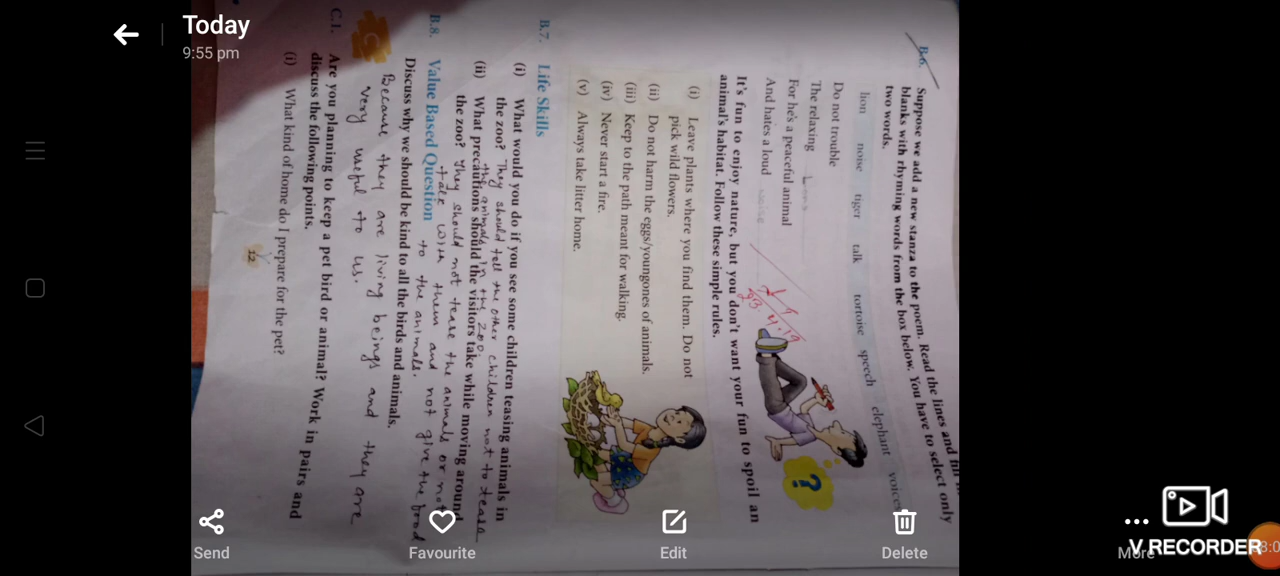 Today
9:55 pm
B.6. Suppose we add a new stanza to the poem. Read the lines and fill in
blanks with rhyming words from the box below. You have to select only
two words.
lion noise tiger talk tortoise speech elephant voice
Do not trouble
The relaxing
For he's a peaceful animal
And hates a loud noise
It's fun to enjoy nature, but you don't want your fun to spoil an
animal's habitat. Follow these simple rules.
(i) Leave plants where you find them. Do not
pick wild flowers.
(ii) Do not harm the eggs/youngones of animals.
(iii) Keep to the path meant for walking.
(iv) Never start a fire.
(v) Always take litter home.
B.7. Life Skills
(i) What would you do if you see some children teasing animals in
the zoo? They should tell the other children not to tease
the animals in the zoo.
(ii) What precautions should the visitors take while moving around
the zoo? They should not tease the animals or not
talk with them and not give the food
to the animals.
B.8. Value Based Question
Discuss why we should be kind to all the birds and animals.
Because they are living beings and they are
very useful to us.
C
C.1. Are you planning to keep a pet bird or animal? Work in pairs and
discuss the following points.
(i) What kind of home do I prepare for the pet?
12
Send
Favourite
Edit
Delete
More
V RECORDER